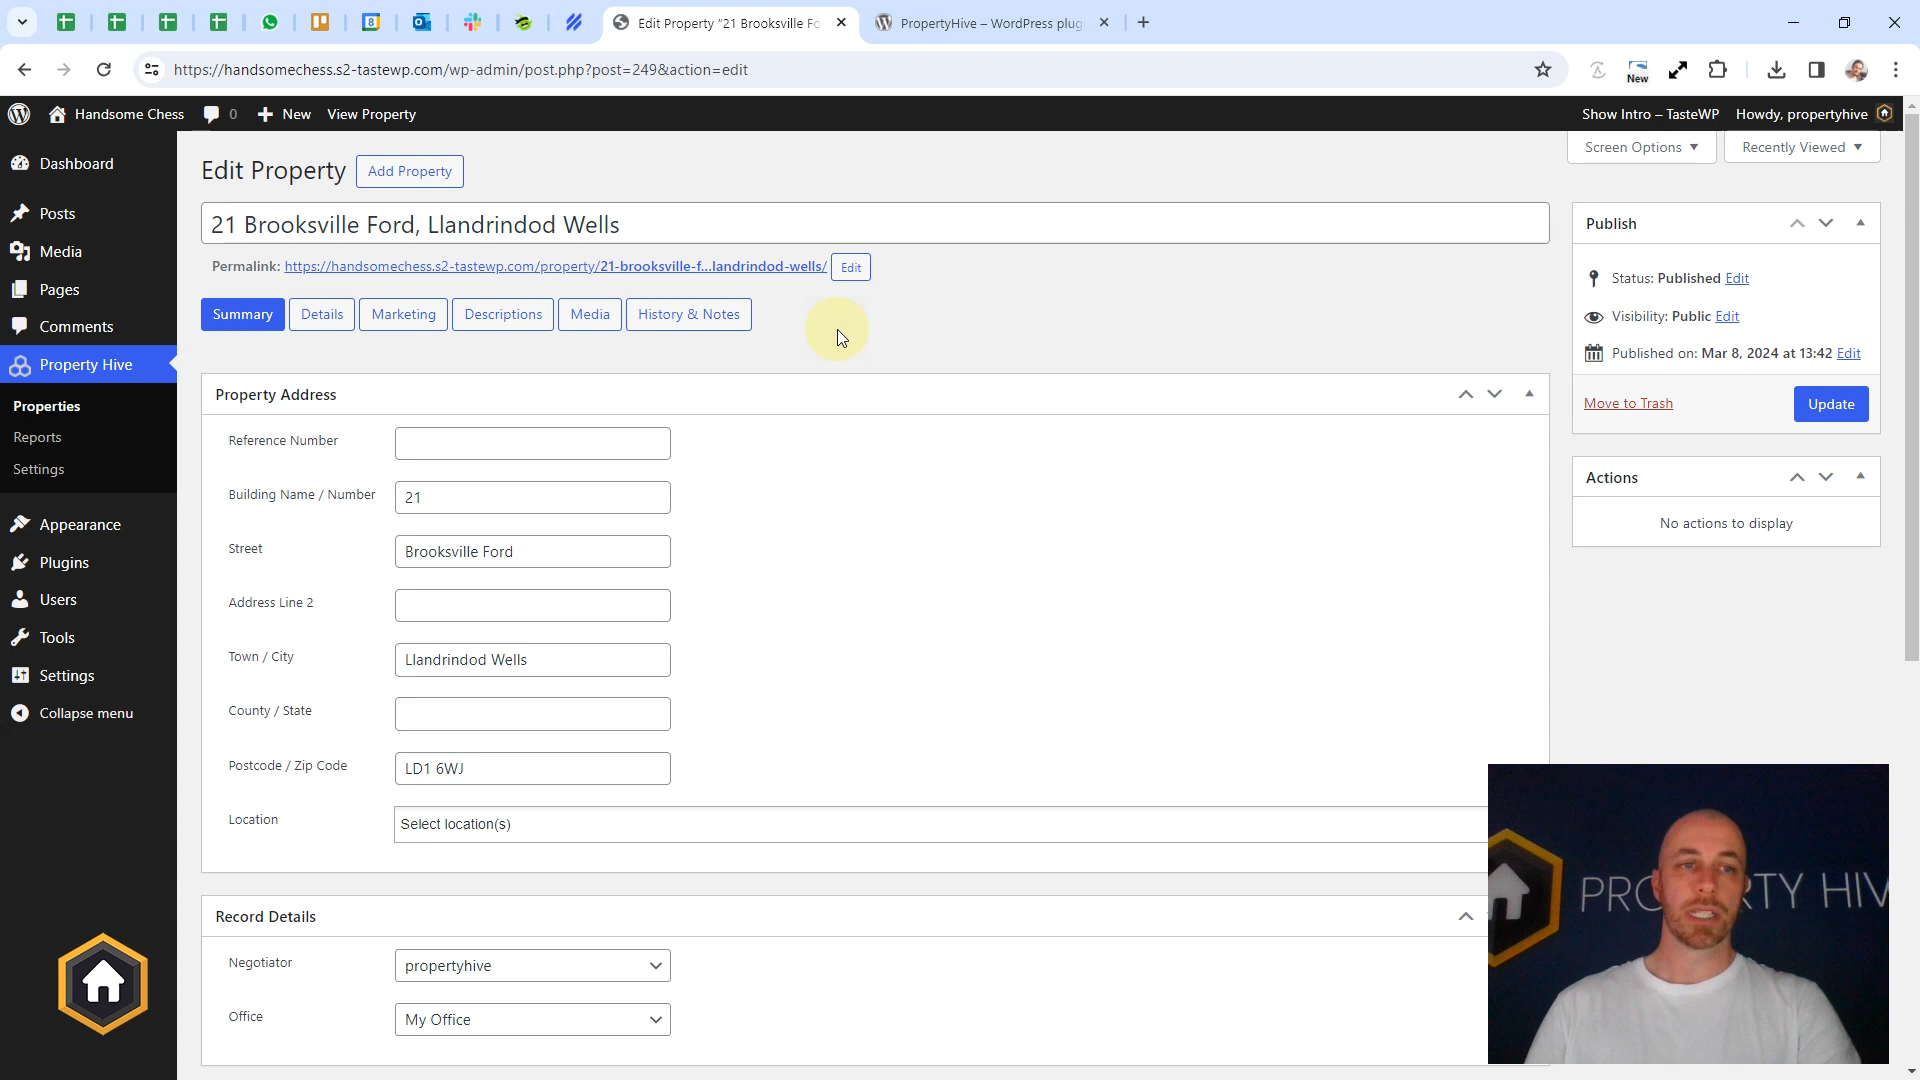 Edit Property “21 Brooksville Fo
PropertyHive – WordPress plug
https://handsomechess.s2-tastewp.com/wp-admin/post.php?post=249&action=edit
New
Handsome Chess
0
New
View Property
Show Intro – TasteWP
Howdy, propertyhive
Dashboard
Posts
Media
Pages
Comments
Property Hive
Properties
Reports
Settings
Appearance
Plugins
Users
Tools
Settings
Collapse menu
Screen Options
Recently Viewed
Edit Property
Add Property
21 Brooksville Ford, Llandrindod Wells
Permalink: https://handsomechess.s2-tastewp.com/property/21-brooksville-f...landrindod-wells/
Edit
Summary
Details
Marketing
Descriptions
Media
History & Notes
Property Address
Reference Number
Building Name / Number
21
Street
Brooksville Ford
Address Line 2
Town / City
Llandrindod Wells
County / State
Postcode / Zip Code
LD1 6WJ
Location
Select location(s)
Record Details
Negotiator
propertyhive
Office
My Office
Publish
Status: Published Edit
Visibility: Public Edit
Published on: Mar 8, 2024 at 13:42 Edit
Move to Trash
Update
Actions
No actions to display
8